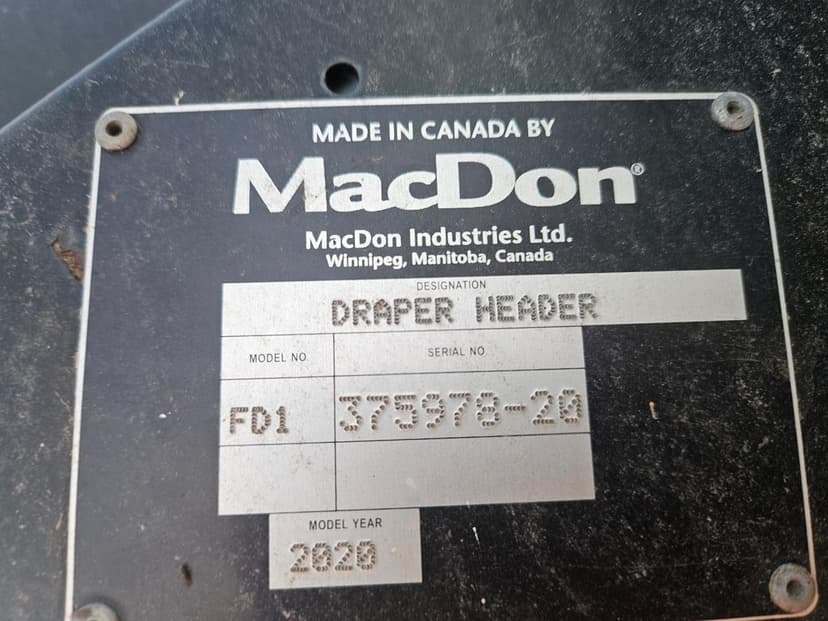 MADE IN CANADA BY
MacDon®
MacDon Industries Ltd.
Winnipeg, Manitoba, Canada
DESIGNATION
DRAPER HEADER
MODEL NO. SERIAL NO.
FD1 375978-20
MODEL YEAR
2020